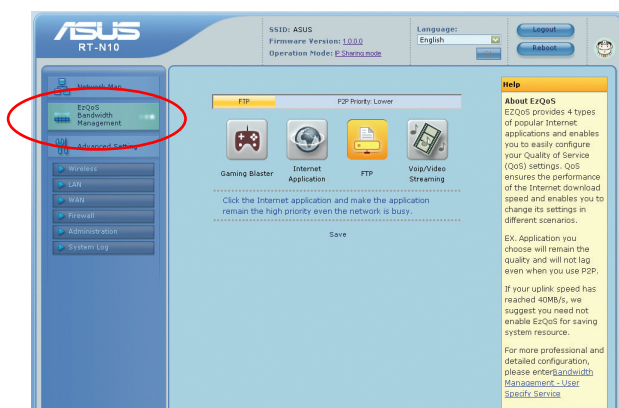 ASUS
RT-N10
SSID: ASUS
Firmware Version: 1.0.0.0
Operation Mode: IP Sharing mode
Language:
English
Logout
Reboot
Network Map
EzQoS
Bandwidth
Management
Advanced Setting
Wireless
LAN
WAN
Firewall
Administration
System Log
FTP
P2P Priority: Lower
Gaming Blaster
Internet
Application
FTP
Voip/Video
Streaming
Click the Internet application and make the application
remain the high priority even the network is busy.
Save
Help
About EzQoS
EZQoS provides 4 types
of popular Internet
applications and enables
you to easily configure
your Quality of Service
(QoS) settings. QoS
ensures the performance
of the Internet download
speed and enables you to
change its settings in
different scenarios.
EX. Application you
choose will remain the
quality and will not lag
even when you use P2P.
If your uplink speed has
reached 40MB/s, we
suggest you need not
enable EzQoS for saving
system resource.
For more professional and
detailed configuration,
please enterBandwidth
Management - User
Specify Service